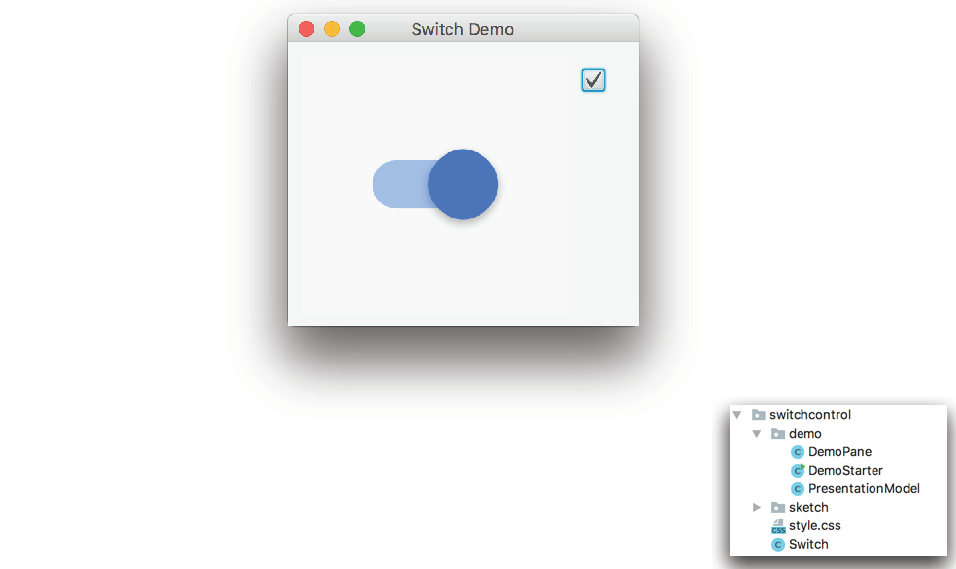 Switch Demo
switchcontrol
demo
DemoPane
DemoStarter
PresentationModel
sketch
style.css
Switch